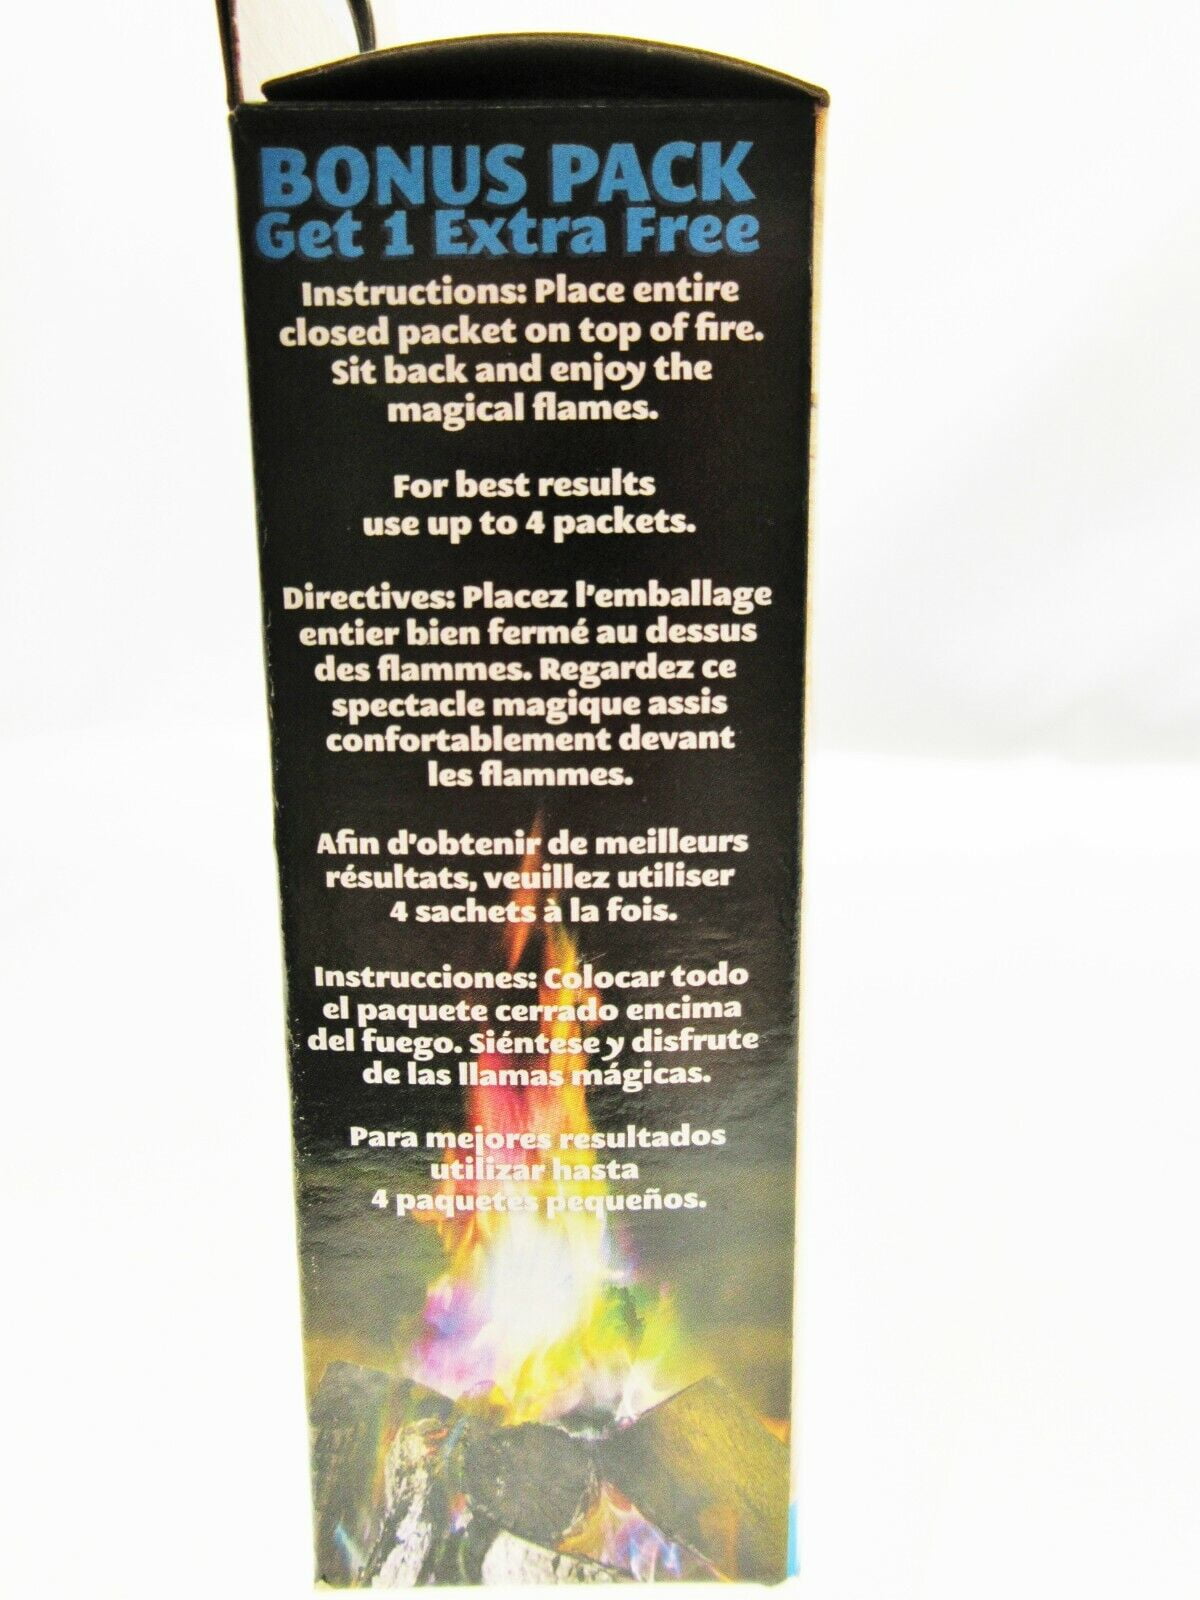 BONUS PACK
Get 1 Extra Free
Instructions: Place entire
closed packet on top of fire.
Sit back and enjoy the
magical flames.
For best results
use up to 4 packets.
Directives: Placez l'emballage
entier bien fermé au dessus
des flammes. Regardez ce
spectacle magique assis
confortablement devant
les flammes.
Afin d'obtenir de meilleurs
résultats, veuillez utiliser
4 sachets à la fois.
Instrucciones: Colocar todo
el paquete cerrado encima
del fuego. Siéntese y disfrute
de las llamas mágicas.
Para mejores resultados
utilizar hasta
4 paquetes pequeños.